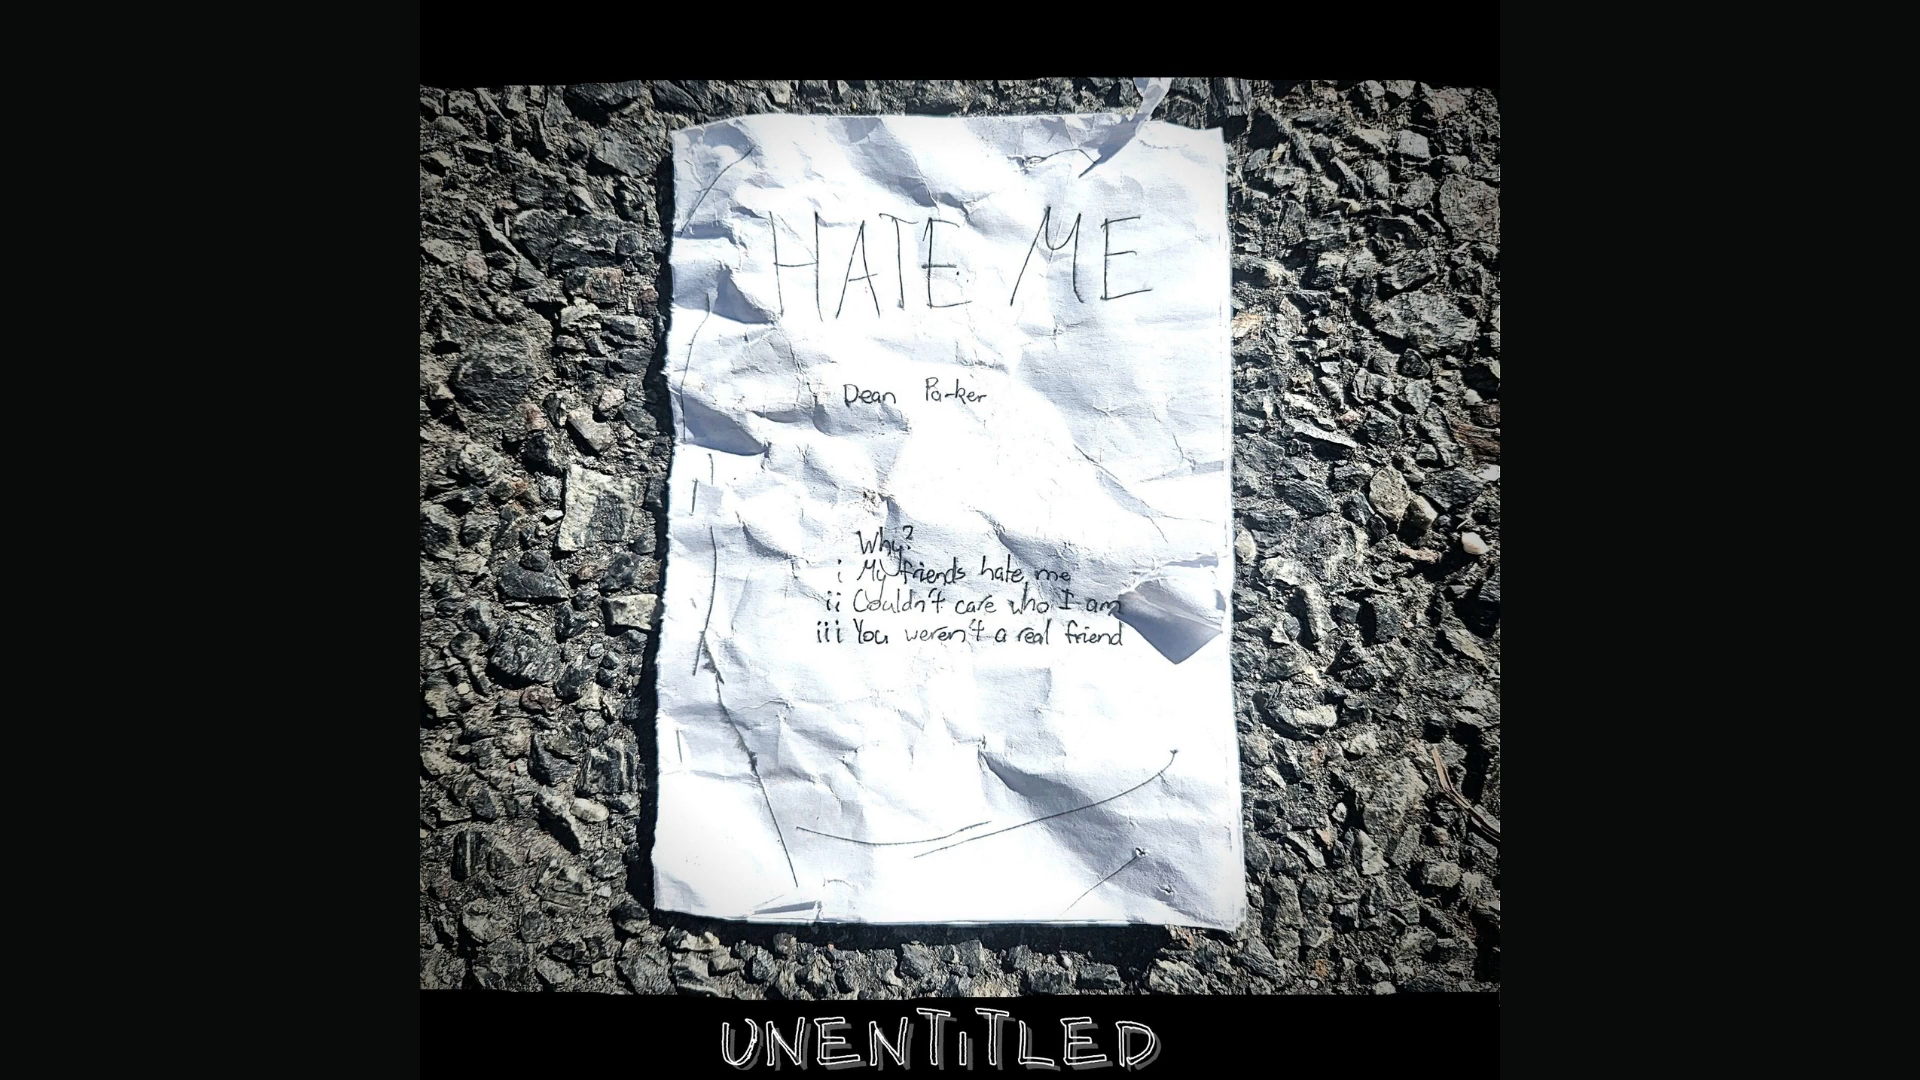 HATE ME
Dean Parker
Why?
i My friends hate me
ii Couldn't care who I am
iii You weren't a real friend
UNENTiTLED